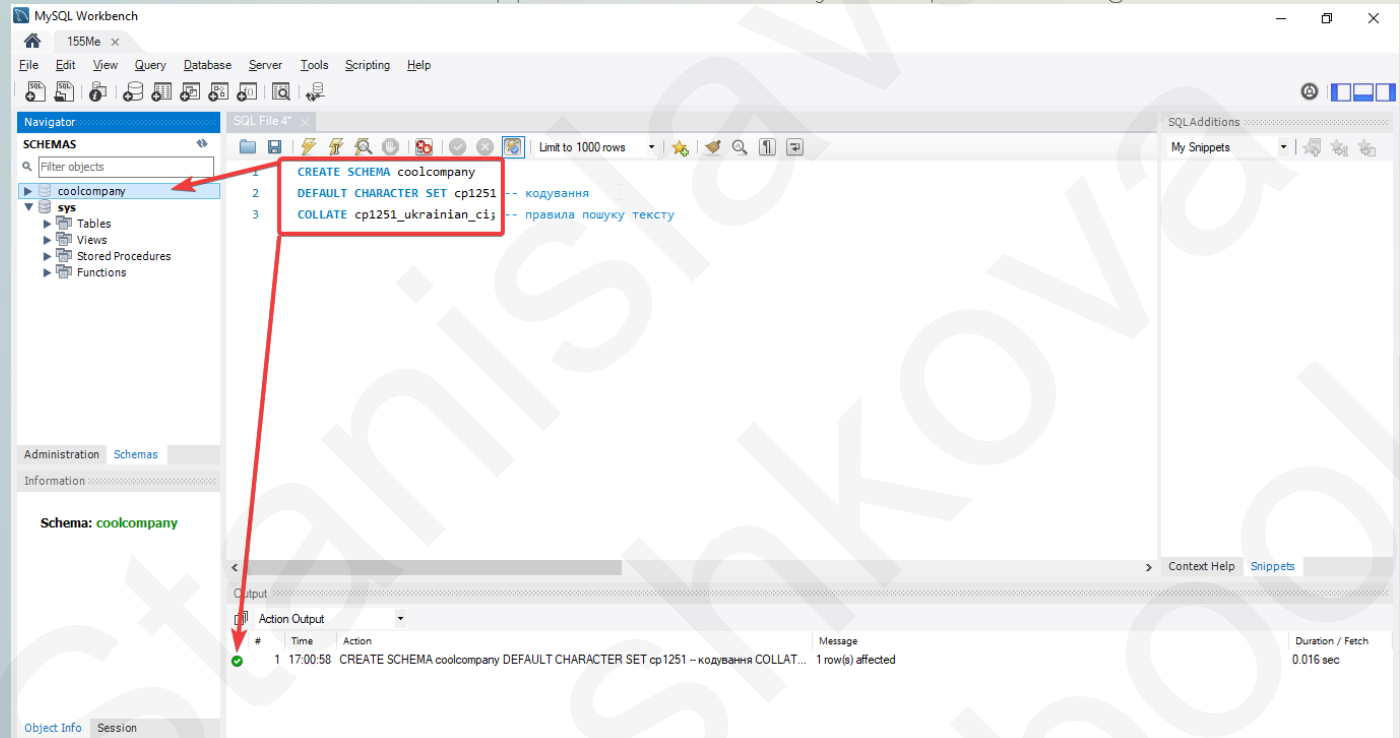 MySQL Workbench
155Me
File Edit View Query Database Server Tools Scripting Help
Navigator
SCHEMAS
Filter objects
coolcompany
sys
Tables
Views
Stored Procedures
Functions
Administration Schemas
Information
Schema: coolcompany
Object Info Session
SQL File 4*
Limit to 1000 rows
1 CREATE SCHEMA coolcompany
2 DEFAULT CHARACTER SET cp1251 -- кодування
3 COLLATE cp1251_ukrainian_ci; -- правила пошуку тексту
SQL Additions
My Snippets
Context Help Snippets
Output
Action Output
# Time Action Message Duration / Fetch
1 17:00:58 CREATE SCHEMA coolcompany DEFAULT CHARACTER SET cp1251 -- кодування COLLAT... 1 row(s) affected 0.016 sec
Stanislav
shkova